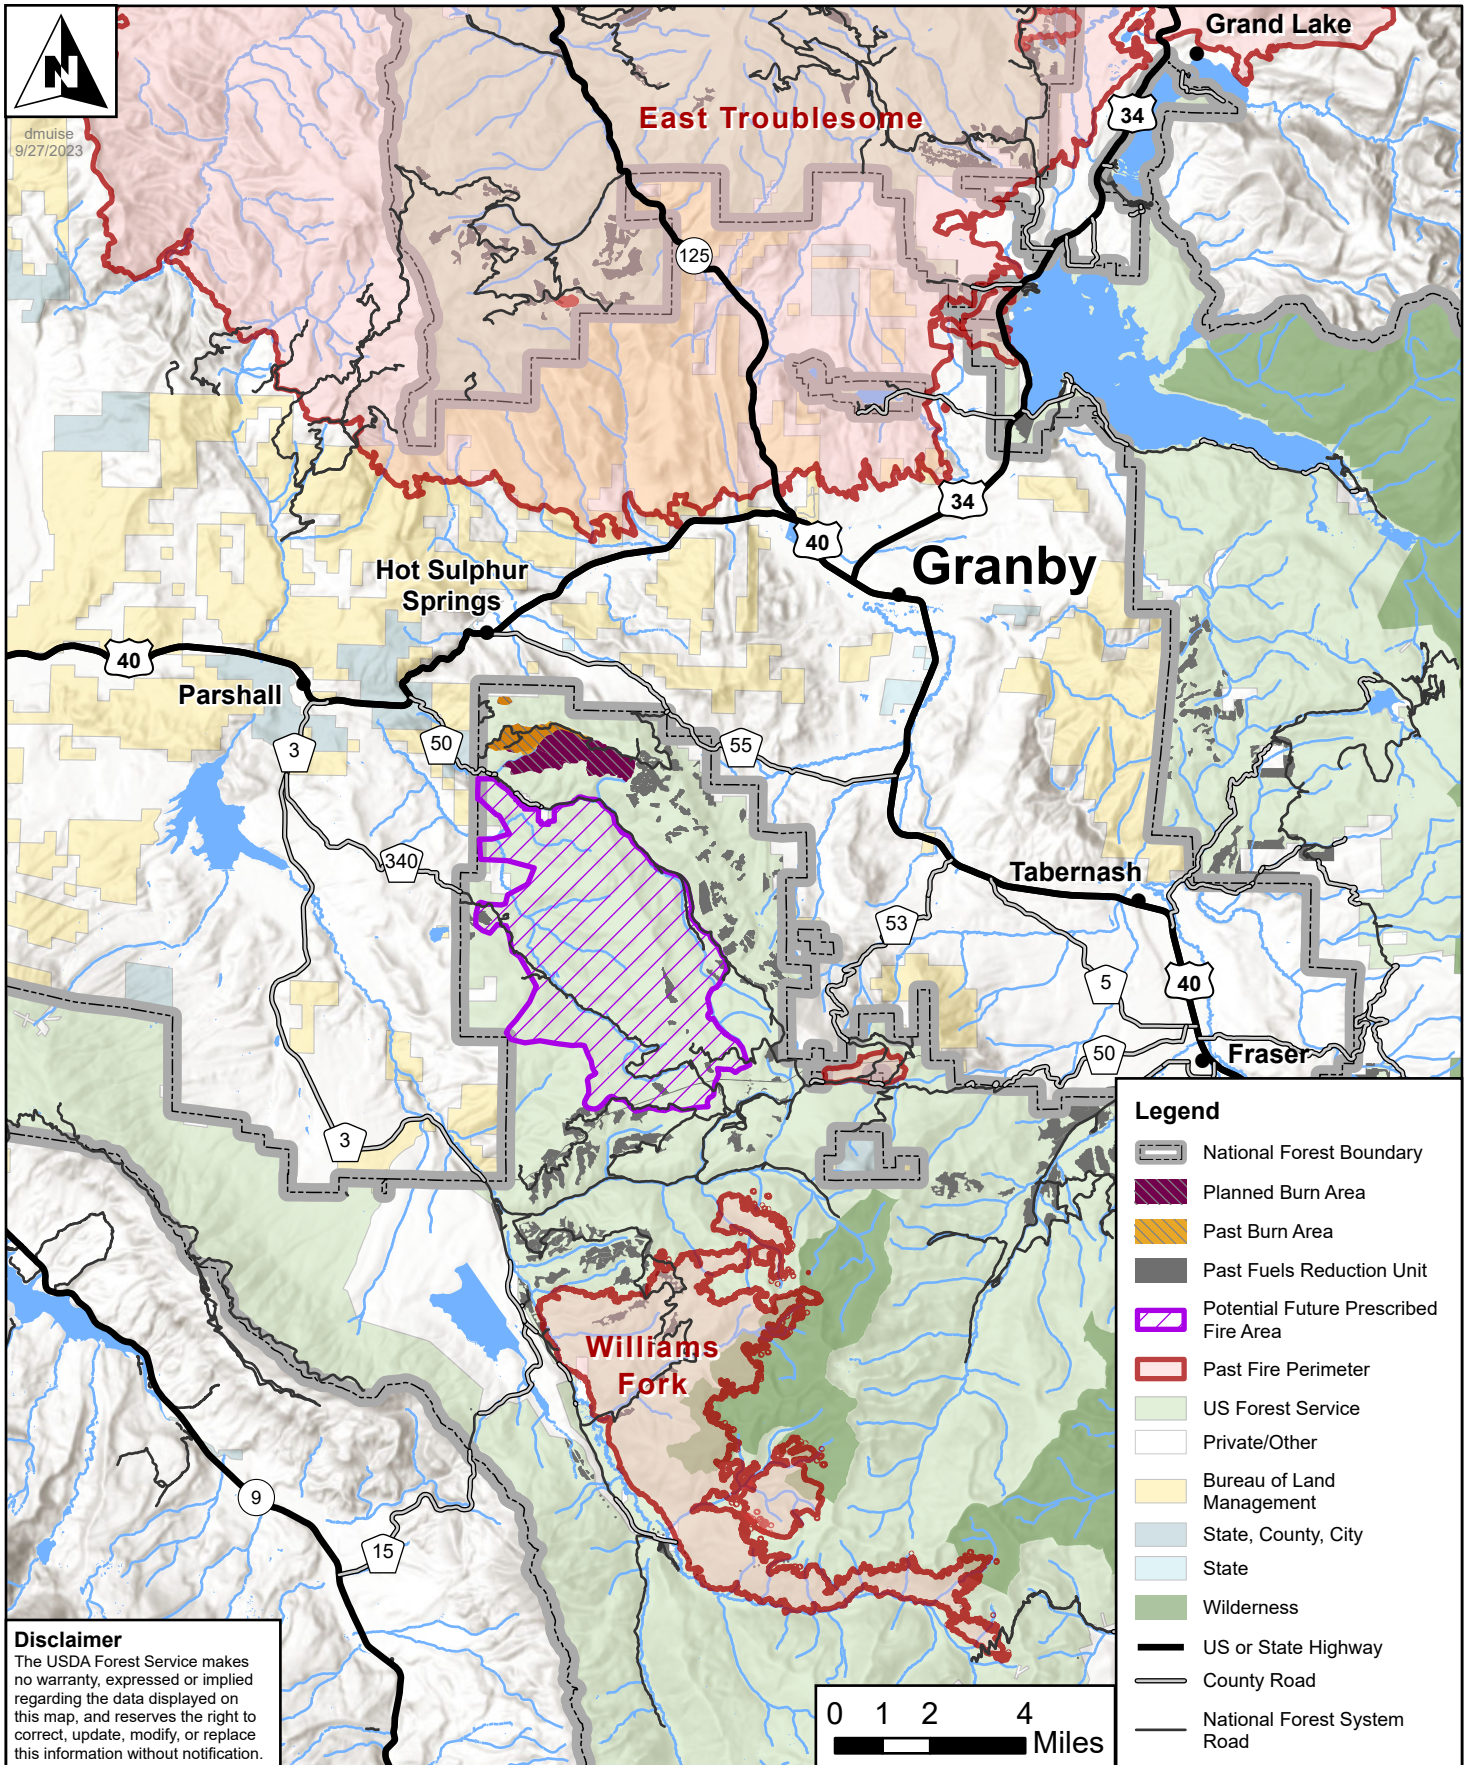 N
dmuise
9/27/2023
Grand Lake
34
East Troublesome
125
34
40
Granby
Hot Sulphur
Springs
40
Parshall
3
50
55
340
Tabernash
53
5
40
50
Fraser
3
Williams
Fork
9
15
Legend
National Forest Boundary
Planned Burn Area
Past Burn Area
Past Fuels Reduction Unit
Potential Future Prescribed
Fire Area
Past Fire Perimeter
US Forest Service
Private/Other
Bureau of Land
Management
State, County, City
State
Wilderness
US or State Highway
County Road
National Forest System
Road
Disclaimer
The USDA Forest Service makes
no warranty, expressed or implied
regarding the data displayed on
this map, and reserves the right to
correct, update, modify, or replace
this information without notification.
0 1 2 4
Miles